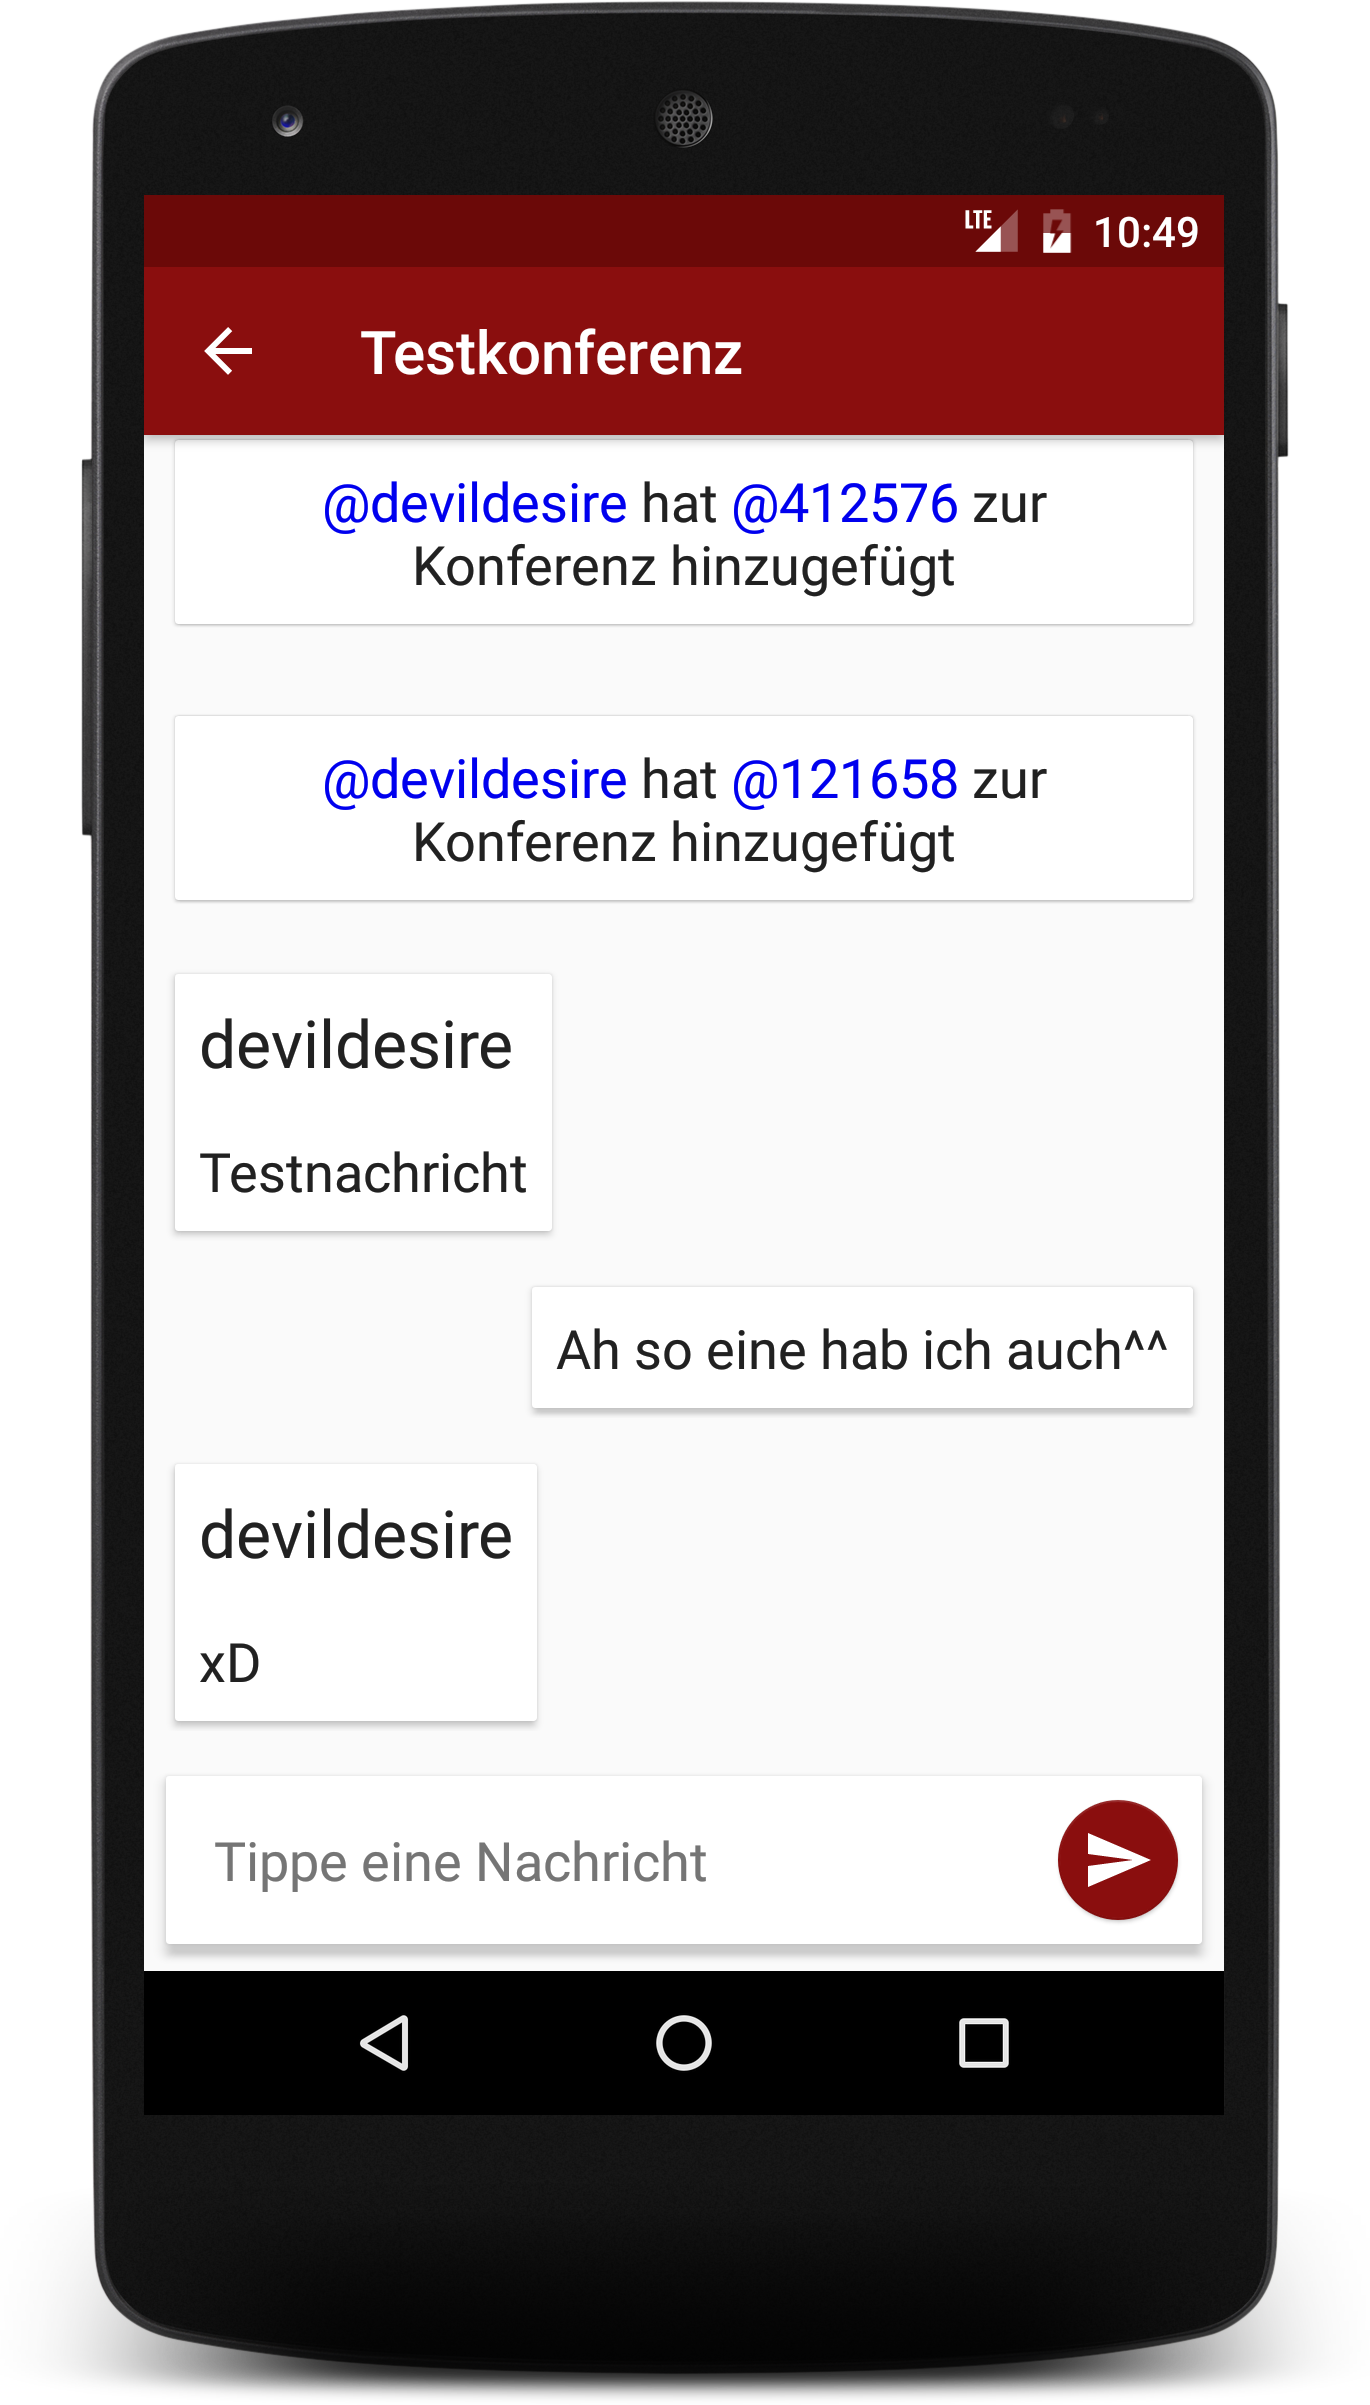 LTE 10:49
Testkonferenz
@devildesire hat @412576 zur
Konferenz hinzugefügt
@devildesire hat @121658 zur
Konferenz hinzugefügt
devildesire
Testnachricht
Ah so eine hab ich auch^^
devildesire
xD
Tippe eine Nachricht